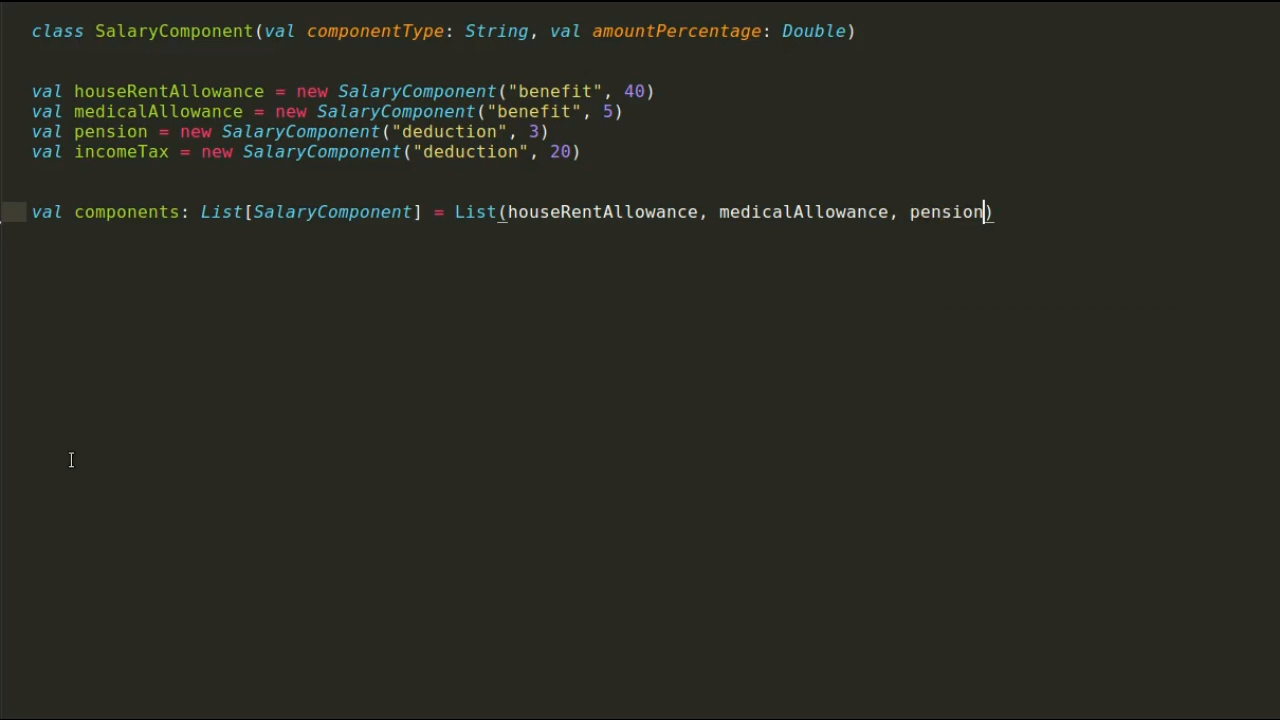 class SalaryComponent(val componentType: String, val amountPercentage: Double)
val houseRentAllowance = new SalaryComponent("benefit", 40)
val medicalAllowance = new SalaryComponent("benefit", 5)
val pension = new SalaryComponent("deduction", 3)
val incomeTax = new SalaryComponent("deduction", 20)
val components: List[SalaryComponent] = List(houseRentAllowance, medicalAllowance, pension)